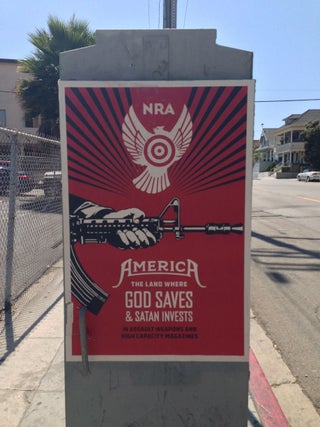 NRA
AMERICA
THE LAND WHERE
GOD SAVES
& SATAN INVESTS
IN ASSAULT WEAPONS AND
HIGH CAPACITY MAGAZINES